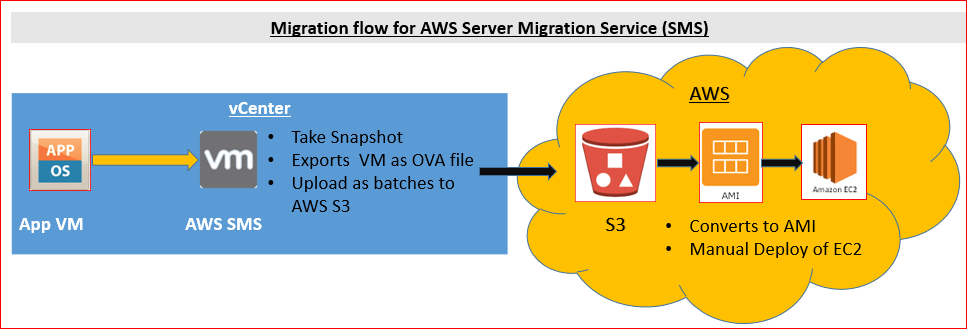 Migration flow for AWS Server Migration Service (SMS)
vCenter
APP
OS
App VM
vm
AWS SMS
• Take Snapshot
• Exports VM as OVA file
• Upload as batches to
AWS S3
AWS
S3
AMI
Amazon EC2
• Converts to AMI
• Manual Deploy of EC2